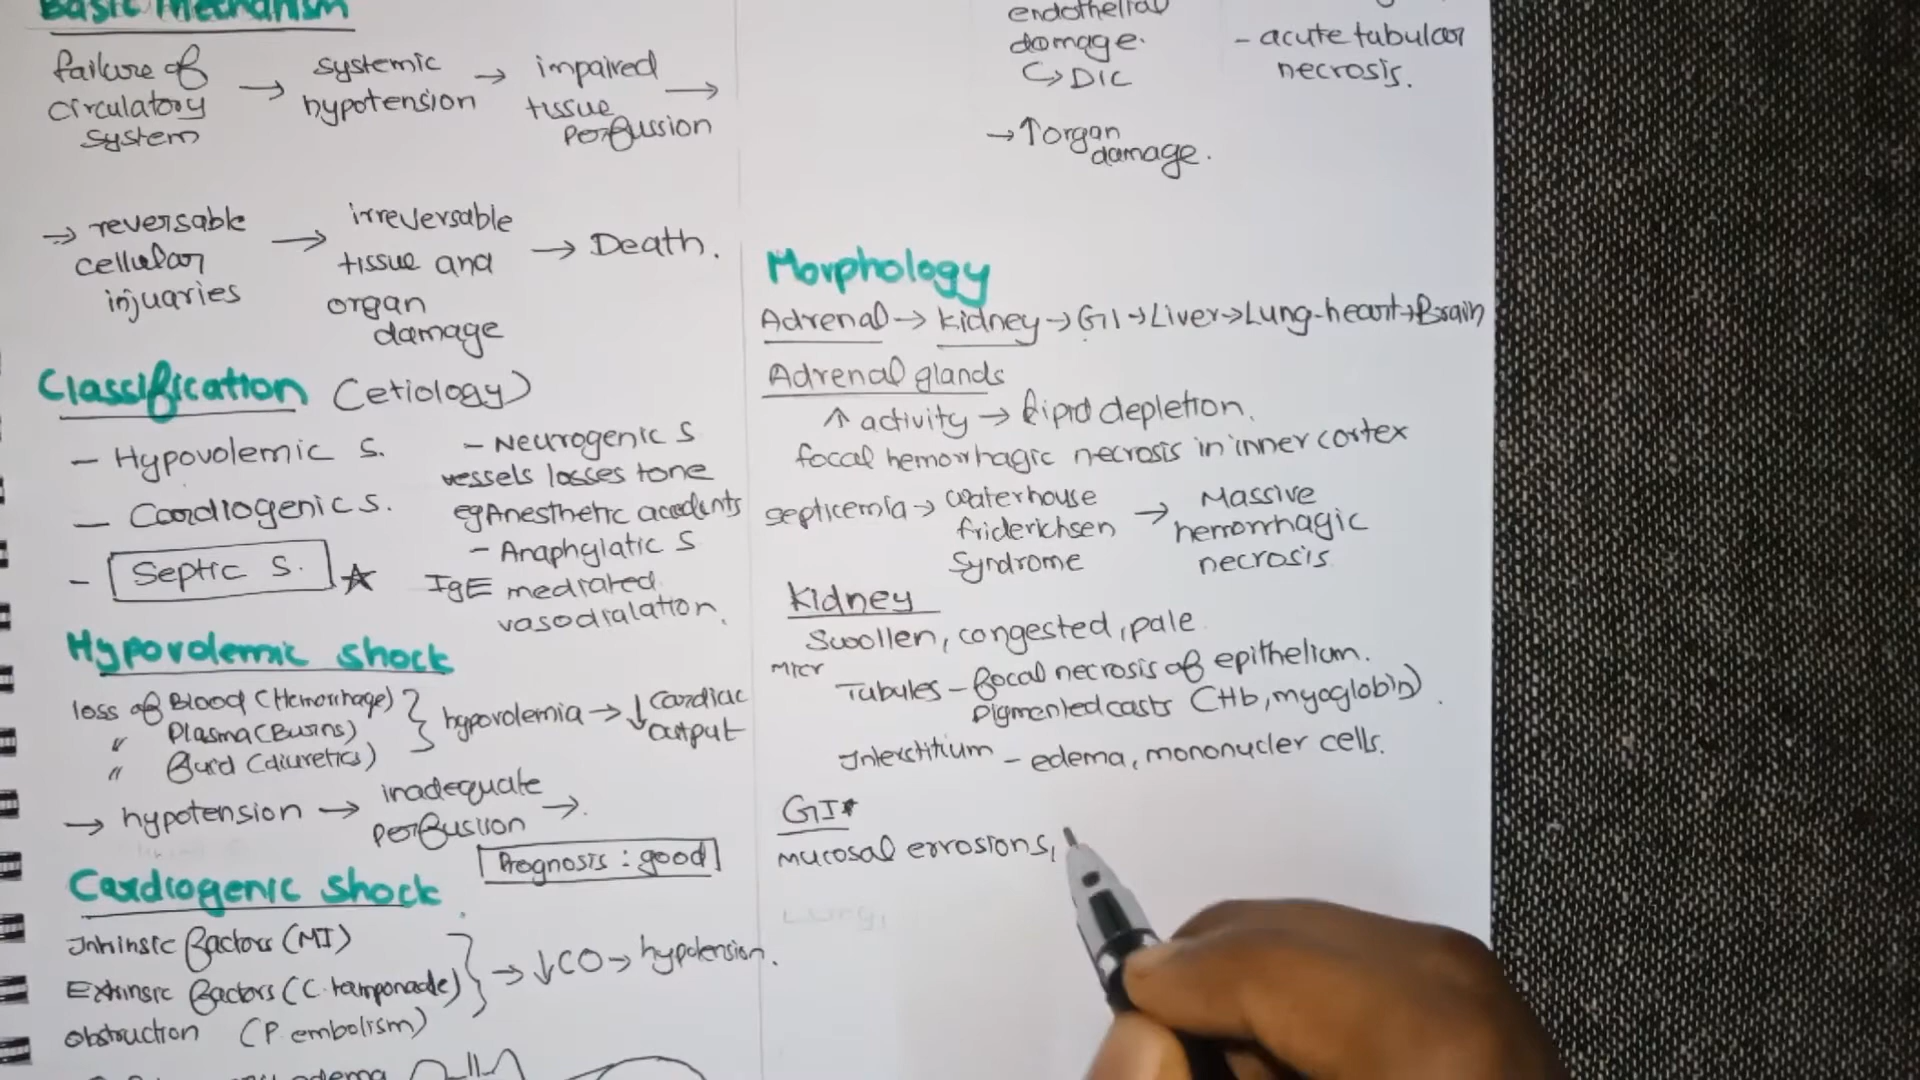 Basic Mechanism
failure of circulatory system → systemic hypotension → impaired tissue perfussion →
→ reversable cellular injuaries → irreversable tissue and organ damage → Death.
Classification (etiology)
- Hypovolemic s.
- Cardiogenic s.
- Septic s. ☆
- Neurogenic s
vessels losses tone
eg Anesthetic accidents
- Anaphylatic s
IgE mediated
vasodialation.
Hypovolemic shock
loss of Blood (Hemorrhage)
" Plasma (Burns)
" fluid (diuretics)
} hypovolemia → ↓ cardiac output
→ hypotension → inadequate perfusion →.
Prognosis : good
Cardiogenic shock
Intrinsic factors (MI)
Extrinsic factors (C. tamponade)
obstruction (P. embolism)
} → ↓ CO → hypotension.
edema
endothelial
damage.
↪ DIC
→ ↑ organ
damage.
- acute tubular
necrosis.
Morphology
Adrenal → kidney → GI → Liver → Lung-heart → Brain
Adrenal glands
↑ activity → lipid depletion.
focal hemorrhagic necrosis in inner cortex
septicemia → waterhouse friderichsen syndrome → Massive hemorrhagic necrosis
Kidney
Swollen, congested, pale
micr
Tubules - focal necrosis of epithelium.
pigmented casts (Hb, myoglobin).
Interstitium - edema, mononucler cells.
GI
mucosal errosions,